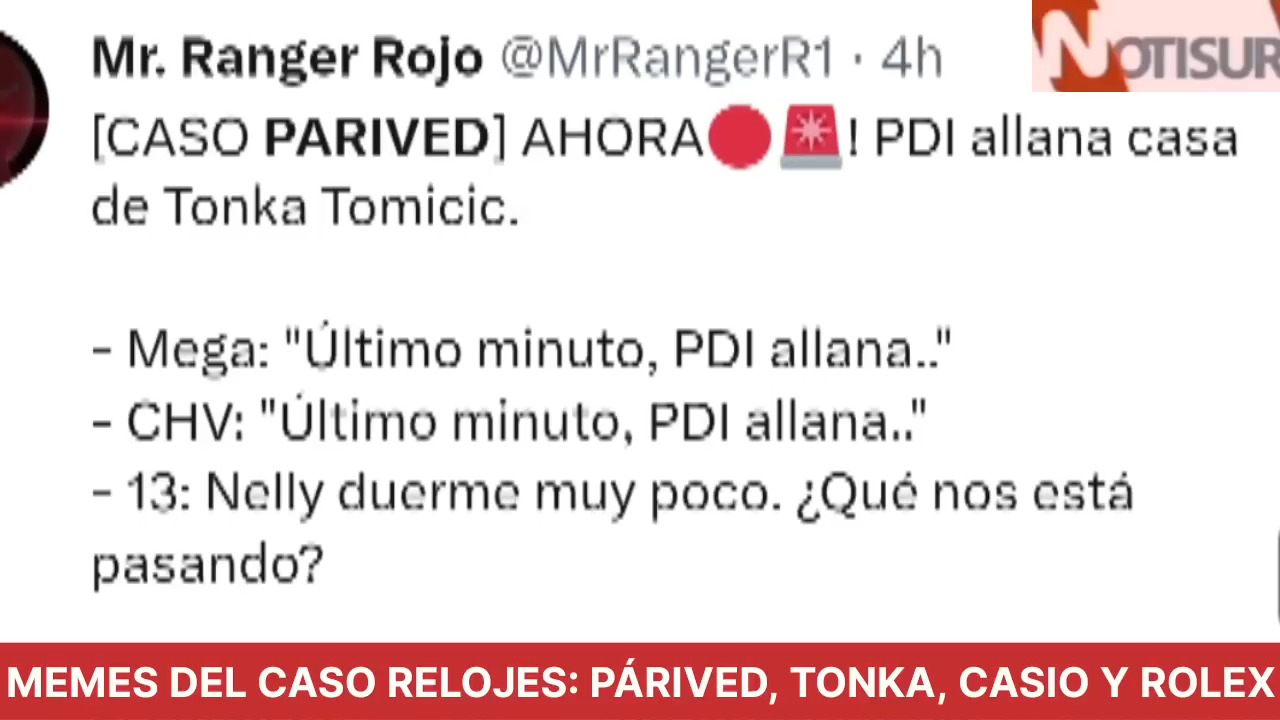 Mr. Ranger Rojo @MrRangerR1 · 4h
NOTISUR
[CASO PARIVED] AHORA🔴🚨! PDI allana casa
de Tonka Tomicic.
- Mega: "Último minuto, PDI allana.."
- CHV: "Último minuto, PDI allana.."
- 13: Nelly duerme muy poco. ¿Qué nos está
pasando?
MEMES DEL CASO RELOJES: PÁRIVED, TONKA, CASIO Y ROLEX